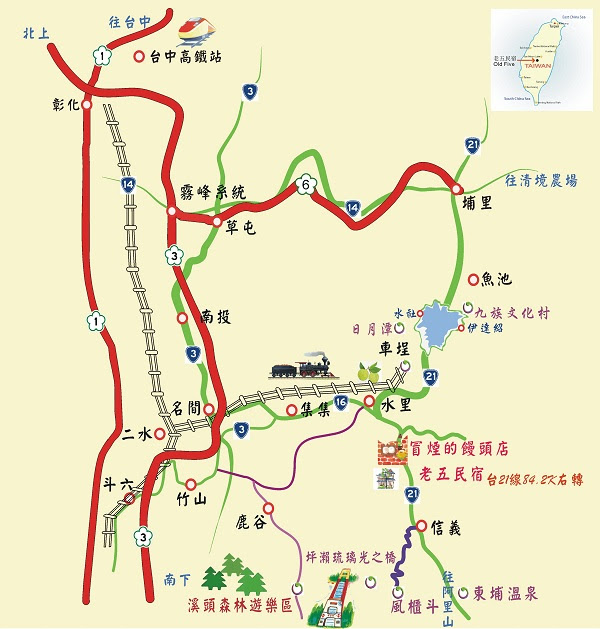 往台中
北上
1
台中高鐵站
East China Sea
老五民宿
Old Five
TAIWAN
South China Sea
彰化
3
21
14
霧峰系統
6
14
往清境農場
埔里
草屯
3
魚池
1
南投
水社
九族文化村
日月潭
伊達紹
車埕
3
21
名間
集集
16
水里
二水
3
冒煙的饅頭店
老五民宿
台21線84.2K右轉
斗六
竹山
21
鹿谷
信義
3
坪瀨琉璃光之橋
南下
往阿里山
溪頭森林遊樂區
風櫃斗
東埔溫泉